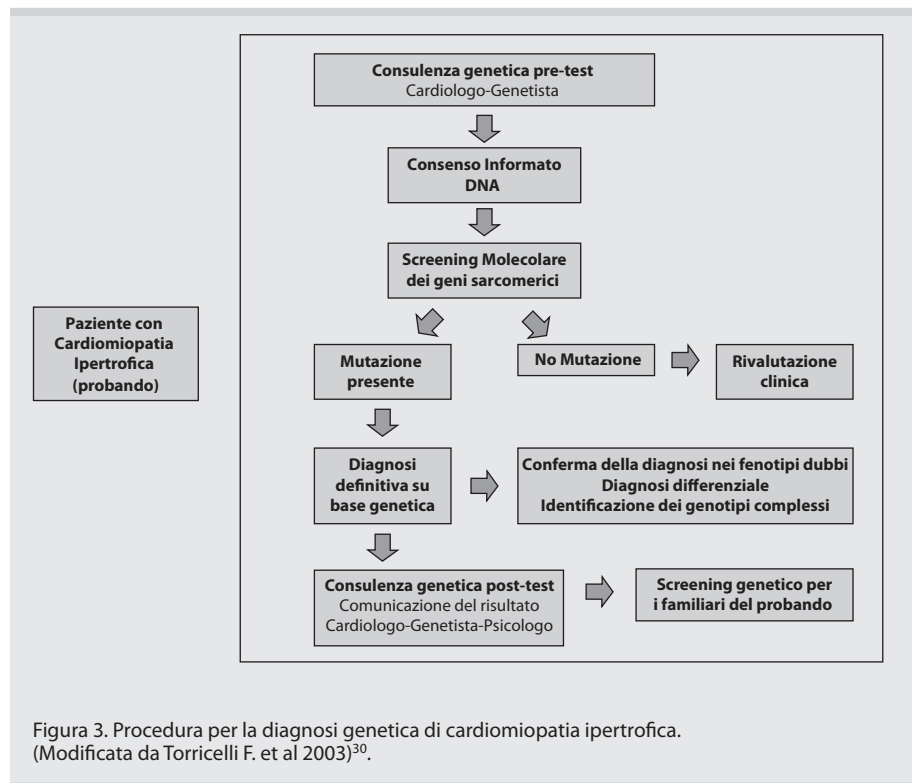 Consulenza genetica pre-test
Cardiologo-Genetista
Consenso Informato
DNA
Screening Molecolare
dei geni sarcomerici
Paziente con
Cardiomiopatia
Ipertrofica
(probando)
Mutazione
presente
No Mutazione
Rivalutazione
clinica
Diagnosi
definitiva su
base genetica
Conferma della diagnosi nei fenotipi dubbi
Diagnosi differenziale
Identificazione dei genotipi complessi
Consulenza genetica post-test
Comunicazione del risultato
Cardiologo-Genetista-Psicologo
Screening genetico per
i familiari del probando
Figura 3. Procedura per la diagnosi genetica di cardiomiopatia ipertrofica.
(Modificata da Torricelli F. et al 2003)30.